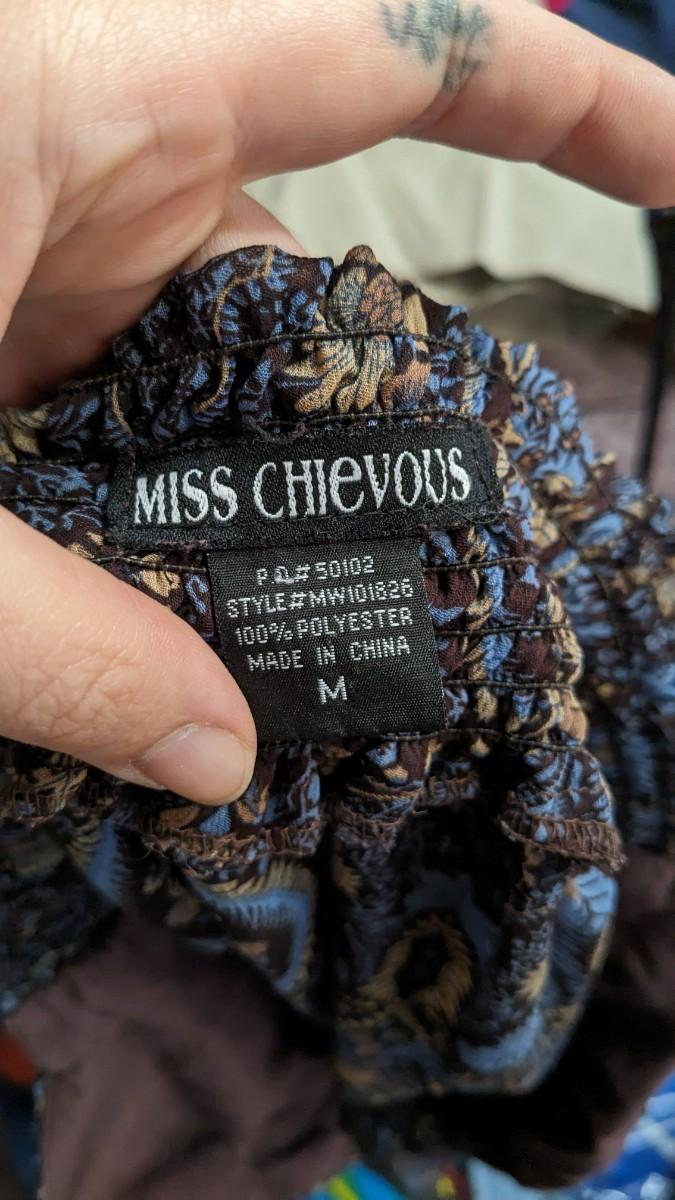 MISS CHIeVOUS
P.O.# 50102
STYLE# MW101826
100% POLYESTER
MADE IN CHINA
M